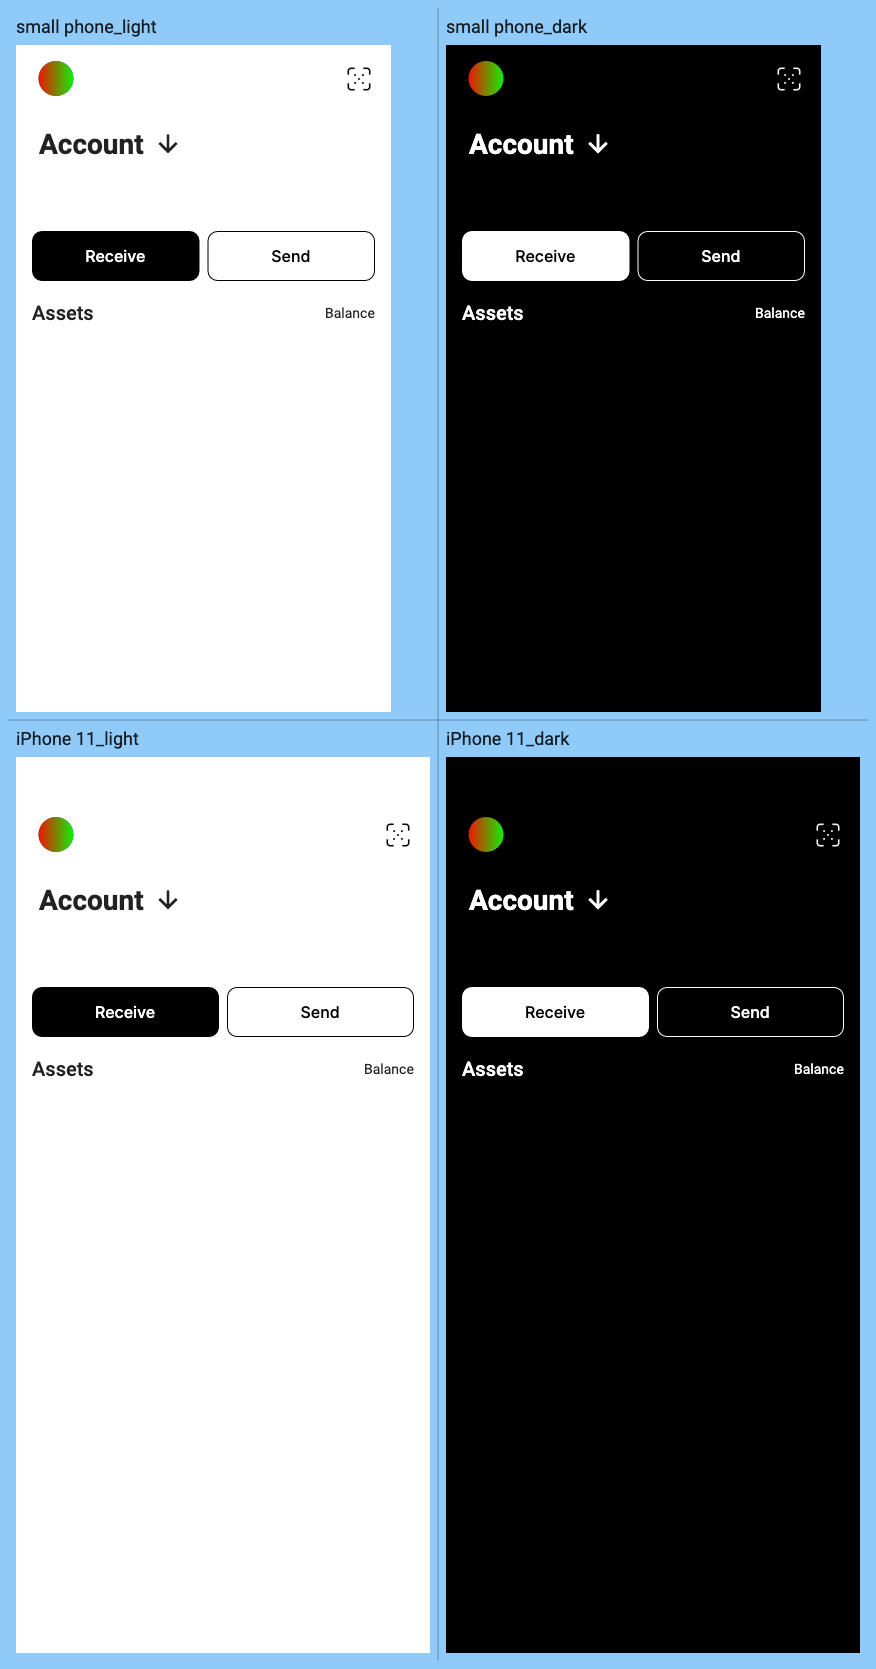 small phone_light
Account
Receive
Send
Assets
Balance
small phone_dark
Account
Receive
Send
Assets
Balance
iPhone 11_light
Account
Receive
Send
Assets
Balance
iPhone 11_dark
Account
Receive
Send
Assets
Balance